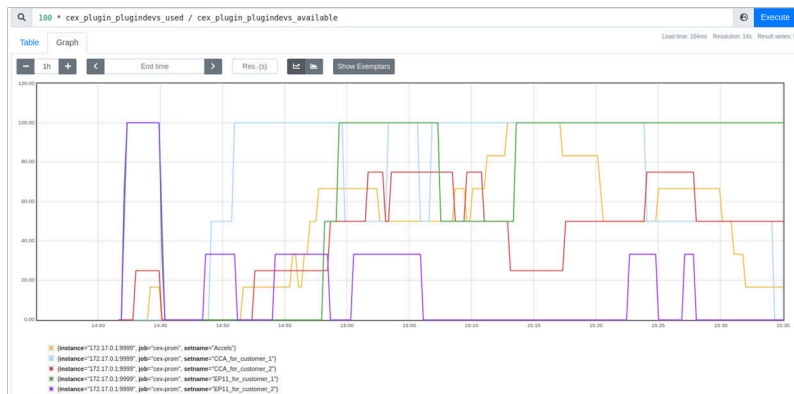 100 * cex_plugin_plugindevs_used / cex_plugin_plugindevs_available
Execute
Table
Graph
Load time: 164ms Resolution: 14s Result series:
1h
End time
Res. (s)
Show Exemplars
120.00
100.00
80.00
60.00
40.00
20.00
0.00
14:40
14:45
14:50
14:55
15:00
15:05
15:10
15:15
15:20
15:25
15:30
15:35
{instance="172.17.0.1:9999", job="cex-prom", setname="Accels"}
{instance="172.17.0.1:9999", job="cex-prom", setname="CCA_for_customer_1"}
{instance="172.17.0.1:9999", job="cex-prom", setname="CCA_for_customer_2"}
{instance="172.17.0.1:9999", job="cex-prom", setname="EP11_for_customer_1"}
{instance="172.17.0.1:9999", job="cex-prom", setname="EP11_for_customer_2"}